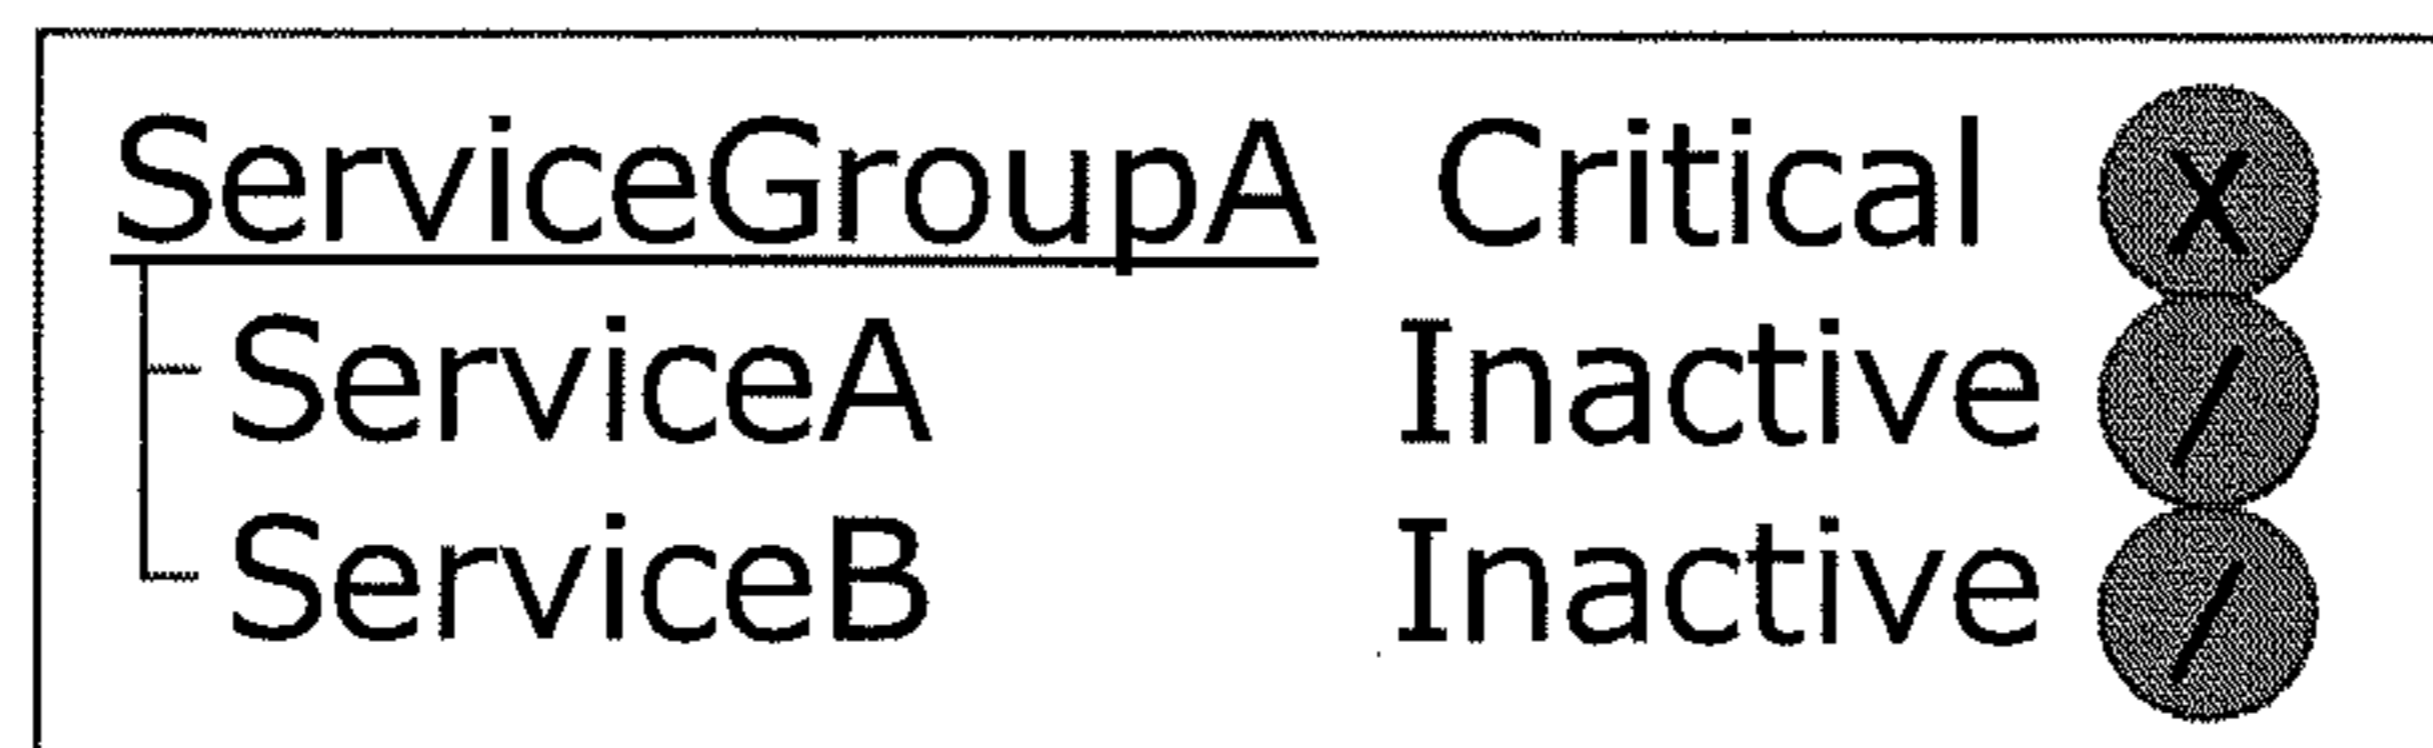 ServiceGroupA Critical X
ServiceA Inactive /
ServiceB Inactive /